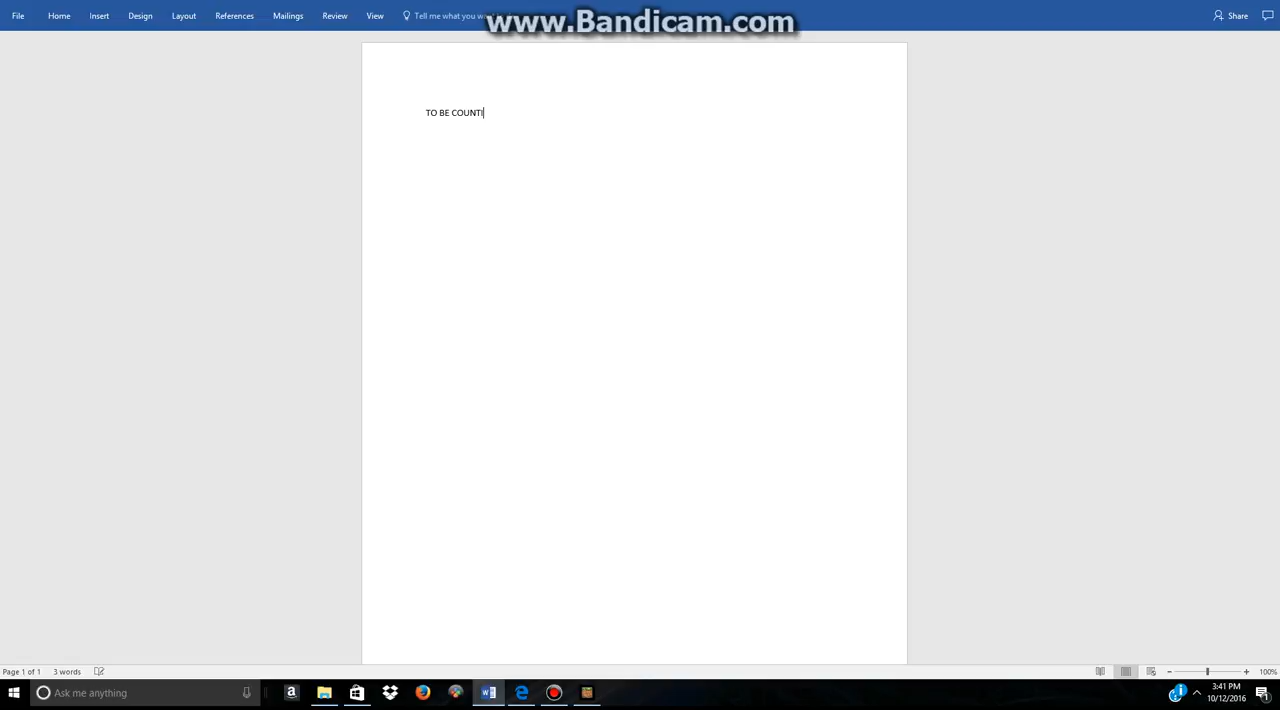 File Home Insert Design Layout References Mailings Review View Tell me what you w www.Bandicam.com Share
TO BE COUNTI
Page 1 of 1 3 words 100%
Ask me anything 3:41 PM
10/12/2016